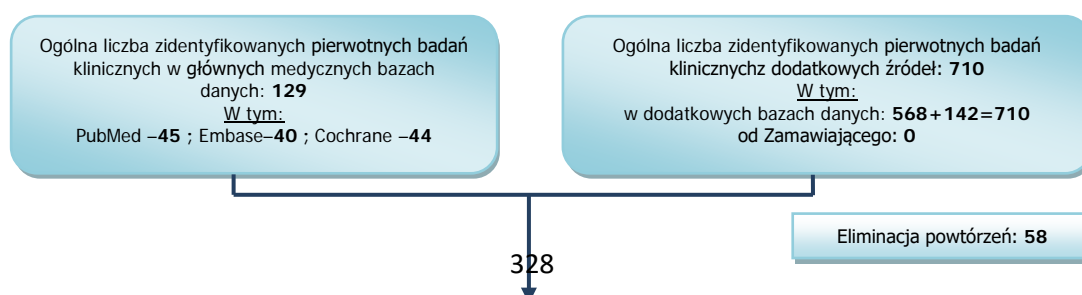 Ogólna liczba zidentyfikowanych pierwotnych badań
klinicznych w głównych medycznych bazach
danych: 129
W tym:
PubMed –45 ; Embase–40 ; Cochrane –44
Ogólna liczba zidentyfikowanych pierwotnych badań
klinicznychz dodatkowych źródeł: 710
W tym:
w dodatkowych bazach danych: 568+142=710
od Zamawiającego: 0
Eliminacja powtórzeń: 58
328